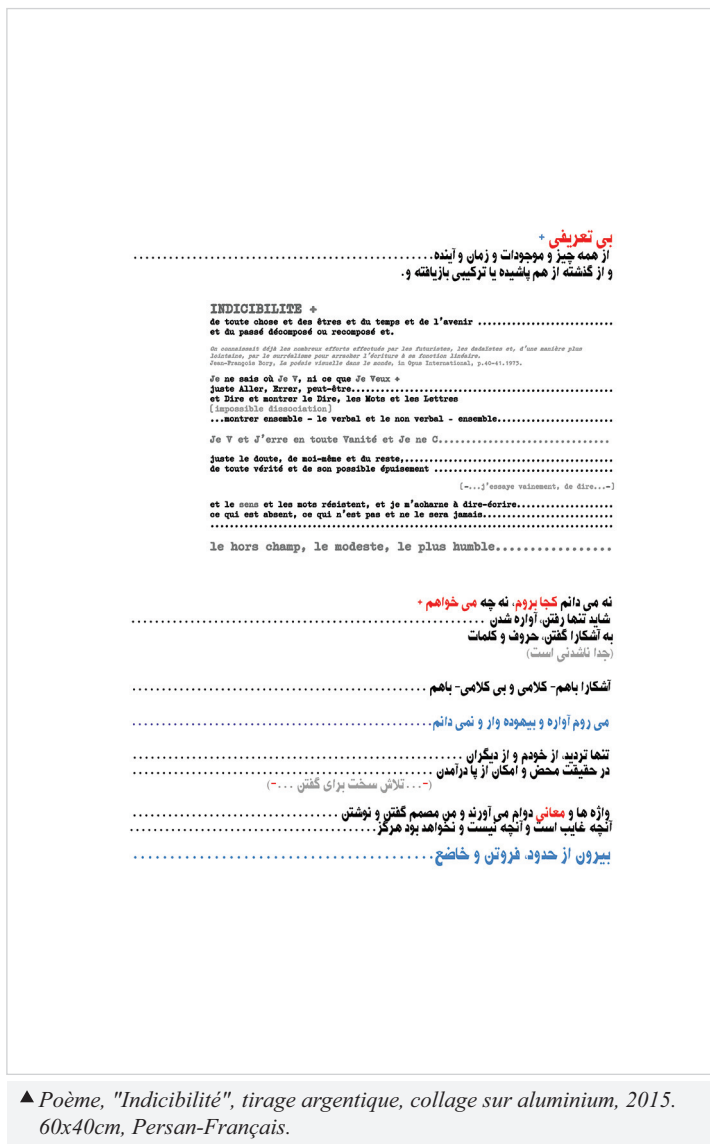 بی تعریفی +
از همه چیز و موجودات و زمان و آینده..................................................
و از گذشته از هم پاشیده یا ترکیبی بازیافته و.
INDICIBILITE +
de toute chose et des êtres et du temps et de l'avenir ...........................
et du passé décomposé ou recomposé et.
On connaissait déjà les nombreux efforts effectués par les futuristes, les dadaïstes et, d'une manière plus
lointaine, par le surréalisme pour arracher l'écriture à sa fonction linéaire.
Jean-François Bory, La poésie visuelle dans le monde, in Opus International, p.40-41.1973.
Je ne sais où Je V, ni ce que Je Veux +
juste Aller, Errer, peut-être....................................................
et Dire et montrer le Dire, les Mots et les Lettres
[impossible dissociation]
...montrer ensemble - le verbal et le non verbal - ensemble.......................
Je V et J'erre en toute Vanité et Je ne C..............................
juste le doute, de moi-même et du reste,.........................................
de toute vérité et de son possible épuisement ....................................
[-...j'essaye vainement, de dire...-]
et le sens et les mots résistent, et je m'acharne à dire-écrire...................
ce qui est absent, ce qui n'est pas et ne le sera jamais..........................
................................................................................
le hors champ, le modeste, le plus humble.................
نه می دانم کجا بروم، نه چه می خواهم +
شاید تنها رفتن، آواره شدن ................................................
به آشکارا گفتن، حروف و کلمات
(جدا ناشدنی است)
آشکارا باهم- کلامی و بی کلامی- باهم .............................................
می روم آواره و بیهوده وار و نمی دانم..............................................
تنها تردید، از خودم و از دیگران .................................................
در حقیقت محض و امکان از پا درآمدن ..............................................
(-...تلاش سخت برای گفتن ...-)
واژه ها و معانی دوام می آورند و من مصمم گفتن و نوشتن ..............................
آنچه غایب است و آنچه نیست و نخواهد بود هرگز.......................................
بیرون از حدود، فروتن و خاضع..................................
▲ Poème, "Indicibilité", tirage argentique, collage sur aluminium, 2015.
60x40cm, Persan-Français.